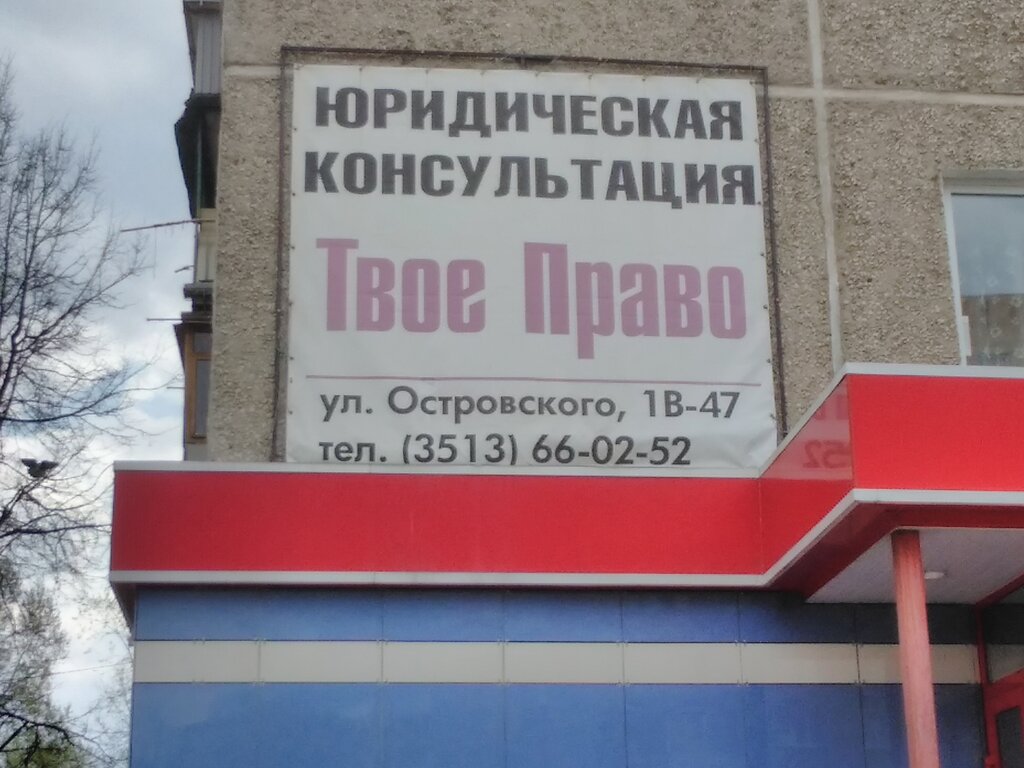 ЮРИДИЧЕСКАЯ
КОНСУЛЬТАЦИЯ
Твое Право
ул. Островского, 1В-47
тел. (3513) 66-02-52